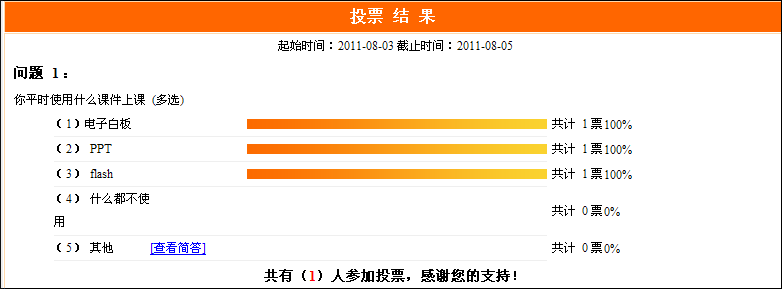 投票 结 果
起始时间：2011-08-03 截止时间：2011-08-05
问题 1：
你平时使用什么课件上课 (多选)
（1）电子白板 共计 1 票100%
（2） PPT 共计 1 票100%
（3） flash 共计 1 票100%
（4） 什么都不使
用 共计 0 票0%
（5） 其他 [查看简答] 共计 0 票0%
共有（1）人参加投票，感谢您的支持！